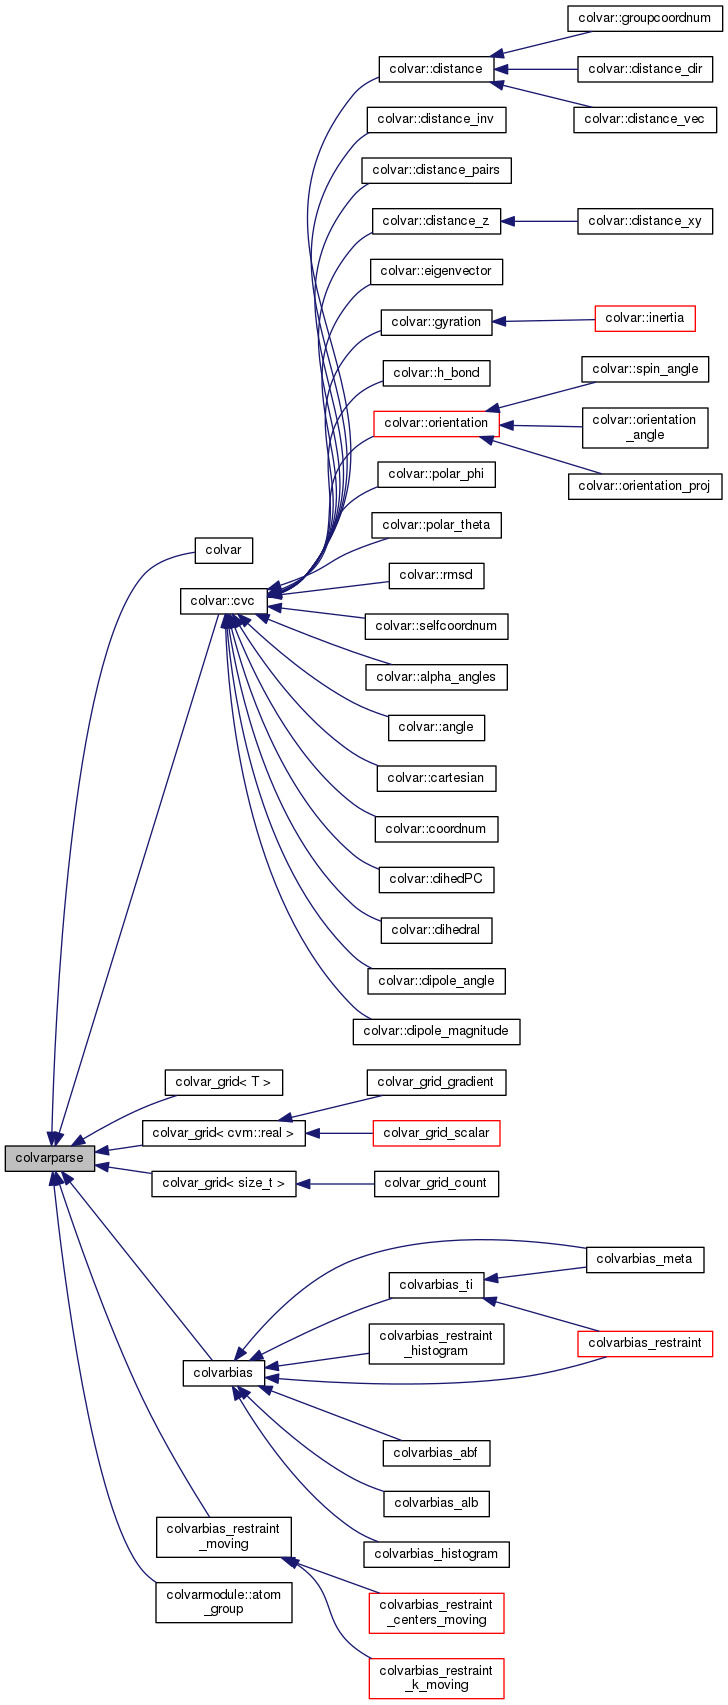 colvar::groupcoordnum
colvar::distance
colvar::distance_dir
colvar::distance_vec
colvar::distance_inv
colvar::distance_pairs
colvar::distance_z
colvar::distance_xy
colvar::eigenvector
colvar::gyration
colvar::inertia
colvar::h_bond
colvar::spin_angle
colvar::orientation
colvar::orientation
_angle
colvar::orientation_proj
colvar::polar_phi
colvar::polar_theta
colvar
colvar::rmsd
colvar::cvc
colvar::selfcoordnum
colvar::alpha_angles
colvar::angle
colvar::cartesian
colvar::coordnum
colvar::dihedPC
colvar::dihedral
colvar::dipole_angle
colvar::dipole_magnitude
colvar_grid< T >
colvar_grid_gradient
colvar_grid< cvm::real >
colvar_grid_scalar
colvarparse
colvar_grid< size_t >
colvar_grid_count
colvarbias_meta
colvarbias_ti
colvarbias_restraint
_histogram
colvarbias_restraint
colvarbias
colvarbias_abf
colvarbias_alb
colvarbias_histogram
colvarbias_restraint
_moving
colvarmodule::atom
_group
colvarbias_restraint
_centers_moving
colvarbias_restraint
_k_moving